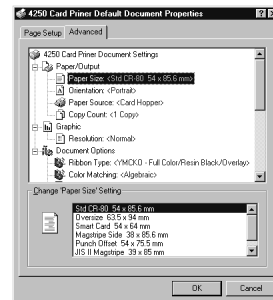 4250 Card Priner Default Document Properties
Page Setup Advanced
4250 Card Priner Document Settings
Paper/Output
Paper Size: <Std CR-80 54 x 85.6 mm>
Orientation: <Portrait>
Paper Source: <Card Hopper>
Copy Count: <1 Copy>
Graphic
Resolution: <Normal>
Document Options
Ribbon Type: <YMCKO - Full Color/Resin Black/Overlay>
Color Matching: <Algebraic>
Change 'Paper Size' Setting
Std CR-80 54 x 85.6 mm
Oversize 63.5 x 94 mm
Smart Card 54 x 64 mm
Magstripe Side 38 x 85.6 mm
Punch Offset 54 x 75.5 mm
JIS II Magstripe 39 x 85 mm
OK Cancel